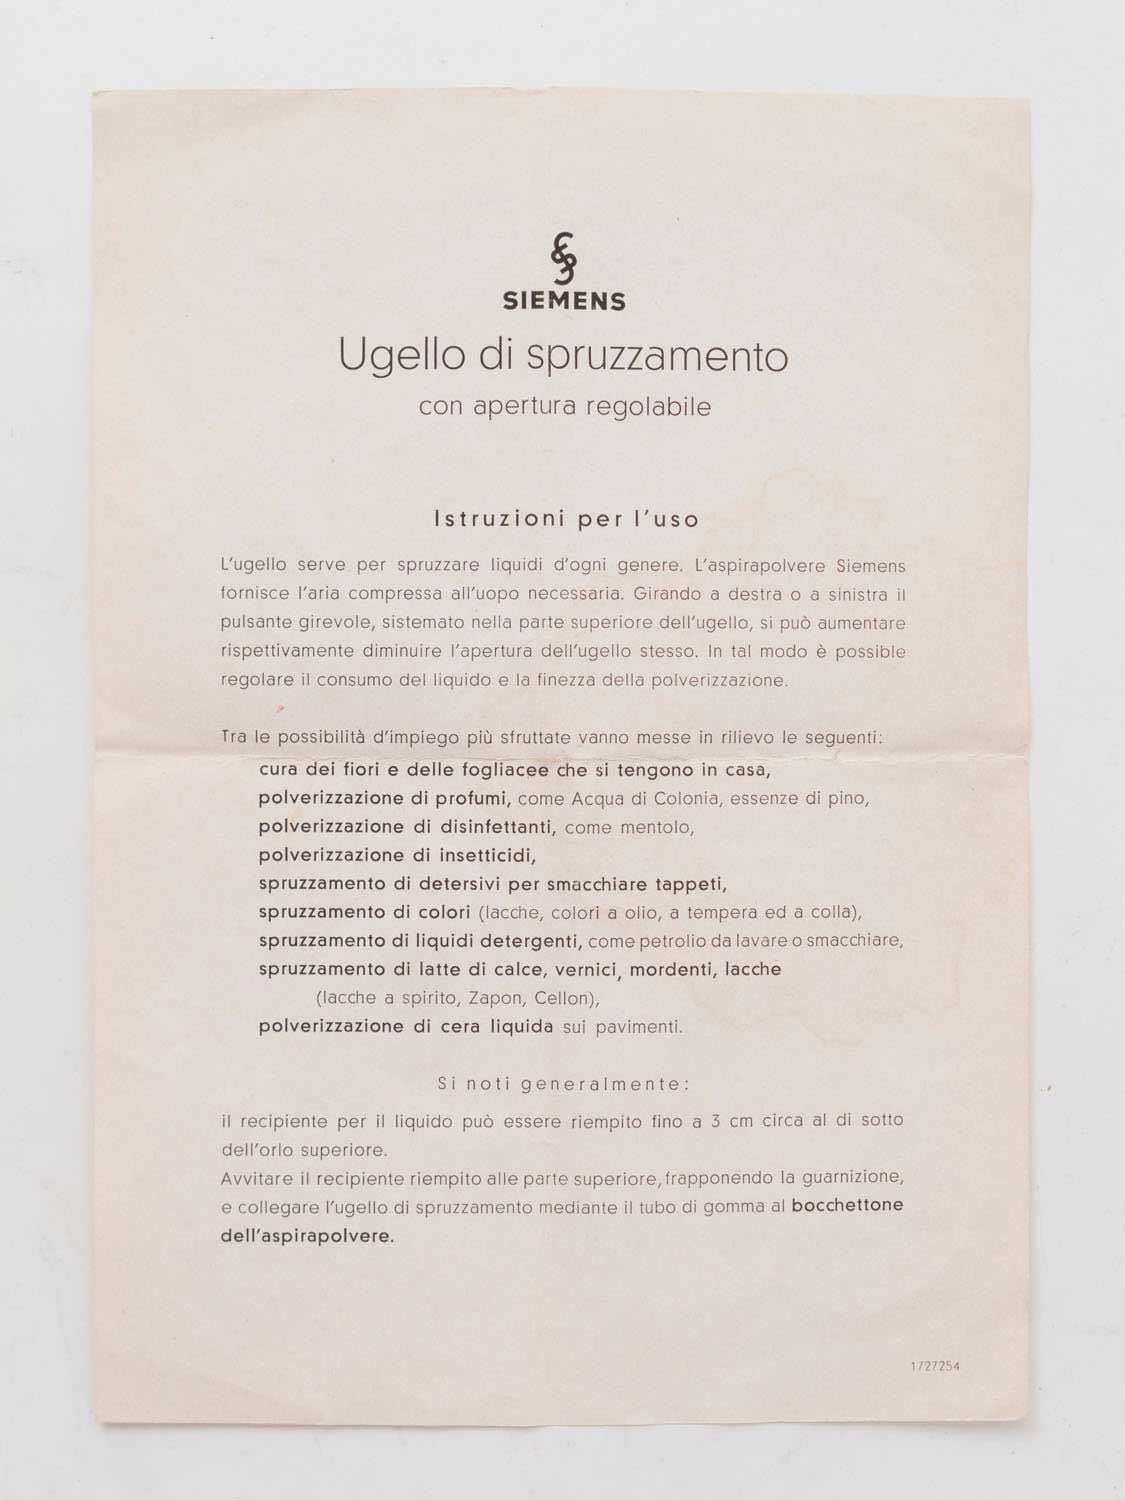 SIEMENS
Ugello di spruzzamento
con apertura regolabile
Istruzioni per l'uso
L'ugello serve per spruzzare liquidi d'ogni genere. L'aspirapolvere Siemens
fornisce l'aria compressa all'uopo necessaria. Girando a destra o a sinistra il
pulsante girevole, sistemato nella parte superiore dell'ugello, si può aumentare
rispettivamente diminuire l'apertura dell'ugello stesso. In tal modo è possible
regolare il consumo del liquido e la finezza della polverizzazione.
Tra le possibilità d'impiego più sfruttate vanno messe in rilievo le seguenti:
cura dei fiori e delle fogliacee che si tengono in casa,
polverizzazione di profumi, come Acqua di Colonia, essenze di pino,
polverizzazione di disinfettanti, come mentolo,
polverizzazione di insetticidi,
spruzzamento di detersivi per smacchiare tappeti,
spruzzamento di colori (lacche, colori a olio, a tempera ed a colla),
spruzzamento di liquidi detergenti, come petrolio da lavare o smacchiare,
spruzzamento di latte di calce, vernici, mordenti, lacche
(lacche a spirito, Zapon, Cellon),
polverizzazione di cera liquida sui pavimenti.
Si noti generalmente:
il recipiente per il liquido può essere riempito fino a 3 cm circa al di sotto
dell'orlo superiore.
Avvitare il recipiente riempito alle parte superiore, frapponendo la guarnizione,
e collegare l'ugello di spruzzamento mediante il tubo di gomma al bocchettone
dell'aspirapolvere.
1727254